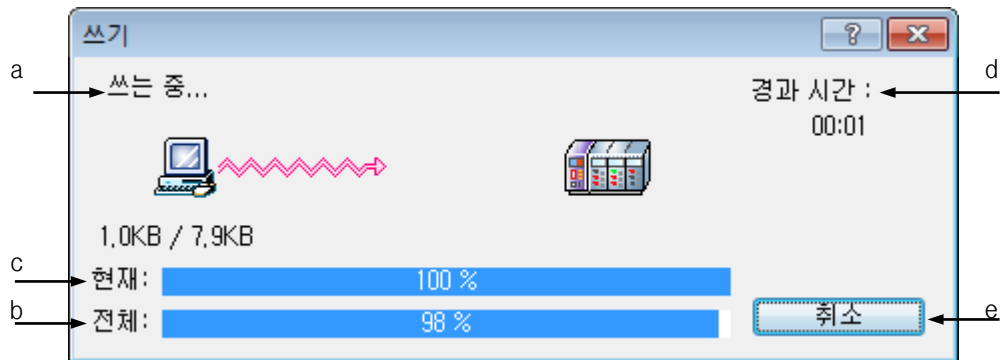 쓰기
a
쓰는 중...
경과 시간 :
d
00:01
1.0KB / 7.9KB
c
현재:
100 %
b
전체:
98 %
취소
e